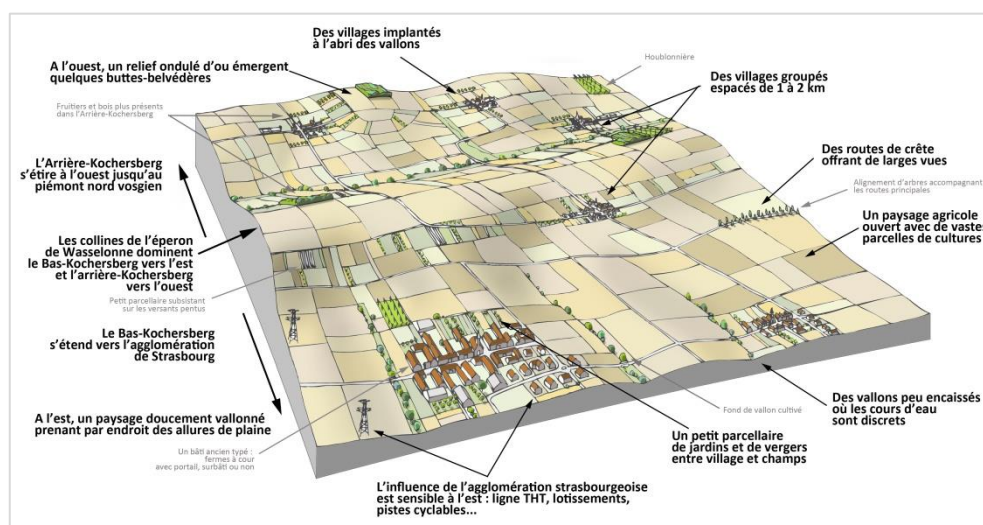 Des villages implantés
à l'abri des vallons
A l'ouest, un relief ondulé d'ou émergent
quelques buttes-belvédères
Houblonnière
Des villages groupés
espacés de 1 à 2 km
Fruitiers et bois plus présents
dans l'Arrière-Kochersberg
L'Arrière-Kochersberg
s'étire à l'ouest jusqu'au
piémont nord vosgien
Des routes de crête
offrant de larges vues
Alignement d'arbres accompagnant
les routes principales
Un paysage agricole
ouvert avec de vastes
parcelles de cultures
Les collines de l'éperon
de Wasselonne dominent
le Bas-Kochersberg vers l'est
et l'arrière-Kochersberg
vers l'ouest
Petit parcellaire subsistant
sur les versants pentus
Le Bas-Kochersberg
s'étend vers l'agglomération
de Strasbourg
A l'est, un paysage doucement vallonné
prenant par endroit des allures de plaine
Un bâti ancien typé :
fermes à cour
avec portail, surbâti ou non
Fond de vallon cultivé
Des vallons peu encaissés
où les cours d'eau
sont discrets
Un petit parcellaire
de jardins et de vergers
entre village et champs
L'influence de l'agglomération strasbourgeoise
est sensible à l'est : ligne THT, lotissements,
pistes cyclables...